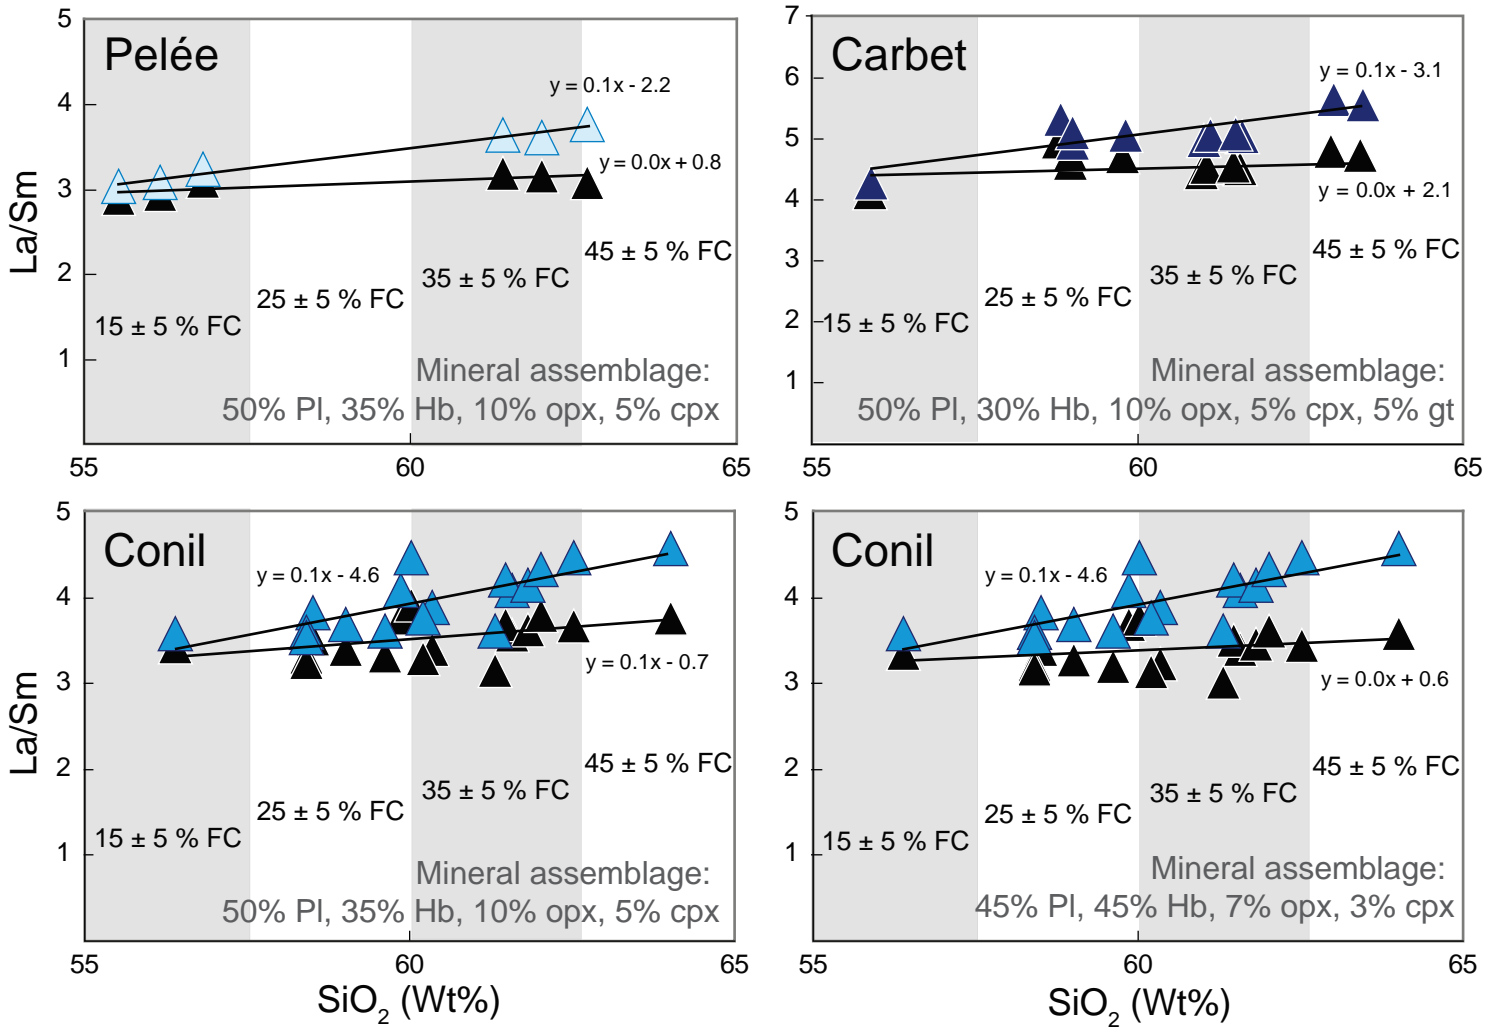 Pelée
5
4
3
2
1
La/Sm
y = 0.1x - 2.2
y = 0.0x + 0.8
15 ± 5 % FC
25 ± 5 % FC
35 ± 5 % FC
45 ± 5 % FC
Mineral assemblage:
50% Pl, 35% Hb, 10% opx, 5% cpx
55
60
65
Carbet
7
6
5
4
3
2
1
y = 0.1x - 3.1
y = 0.0x + 2.1
15 ± 5 % FC
25 ± 5 % FC
35 ± 5 % FC
45 ± 5 % FC
Mineral assemblage:
50% Pl, 30% Hb, 10% opx, 5% cpx, 5% gt
55
60
65
Conil
5
4
3
2
1
La/Sm
y = 0.1x - 4.6
y = 0.1x - 0.7
15 ± 5 % FC
25 ± 5 % FC
35 ± 5 % FC
45 ± 5 % FC
Mineral assemblage:
50% Pl, 35% Hb, 10% opx, 5% cpx
55
60
65
SiO2 (Wt%)
Conil
5
4
3
2
1
y = 0.1x - 4.6
y = 0.0x + 0.6
15 ± 5 % FC
25 ± 5 % FC
35 ± 5 % FC
45 ± 5 % FC
Mineral assemblage:
45% Pl, 45% Hb, 7% opx, 3% cpx
55
60
65
SiO2 (Wt%)